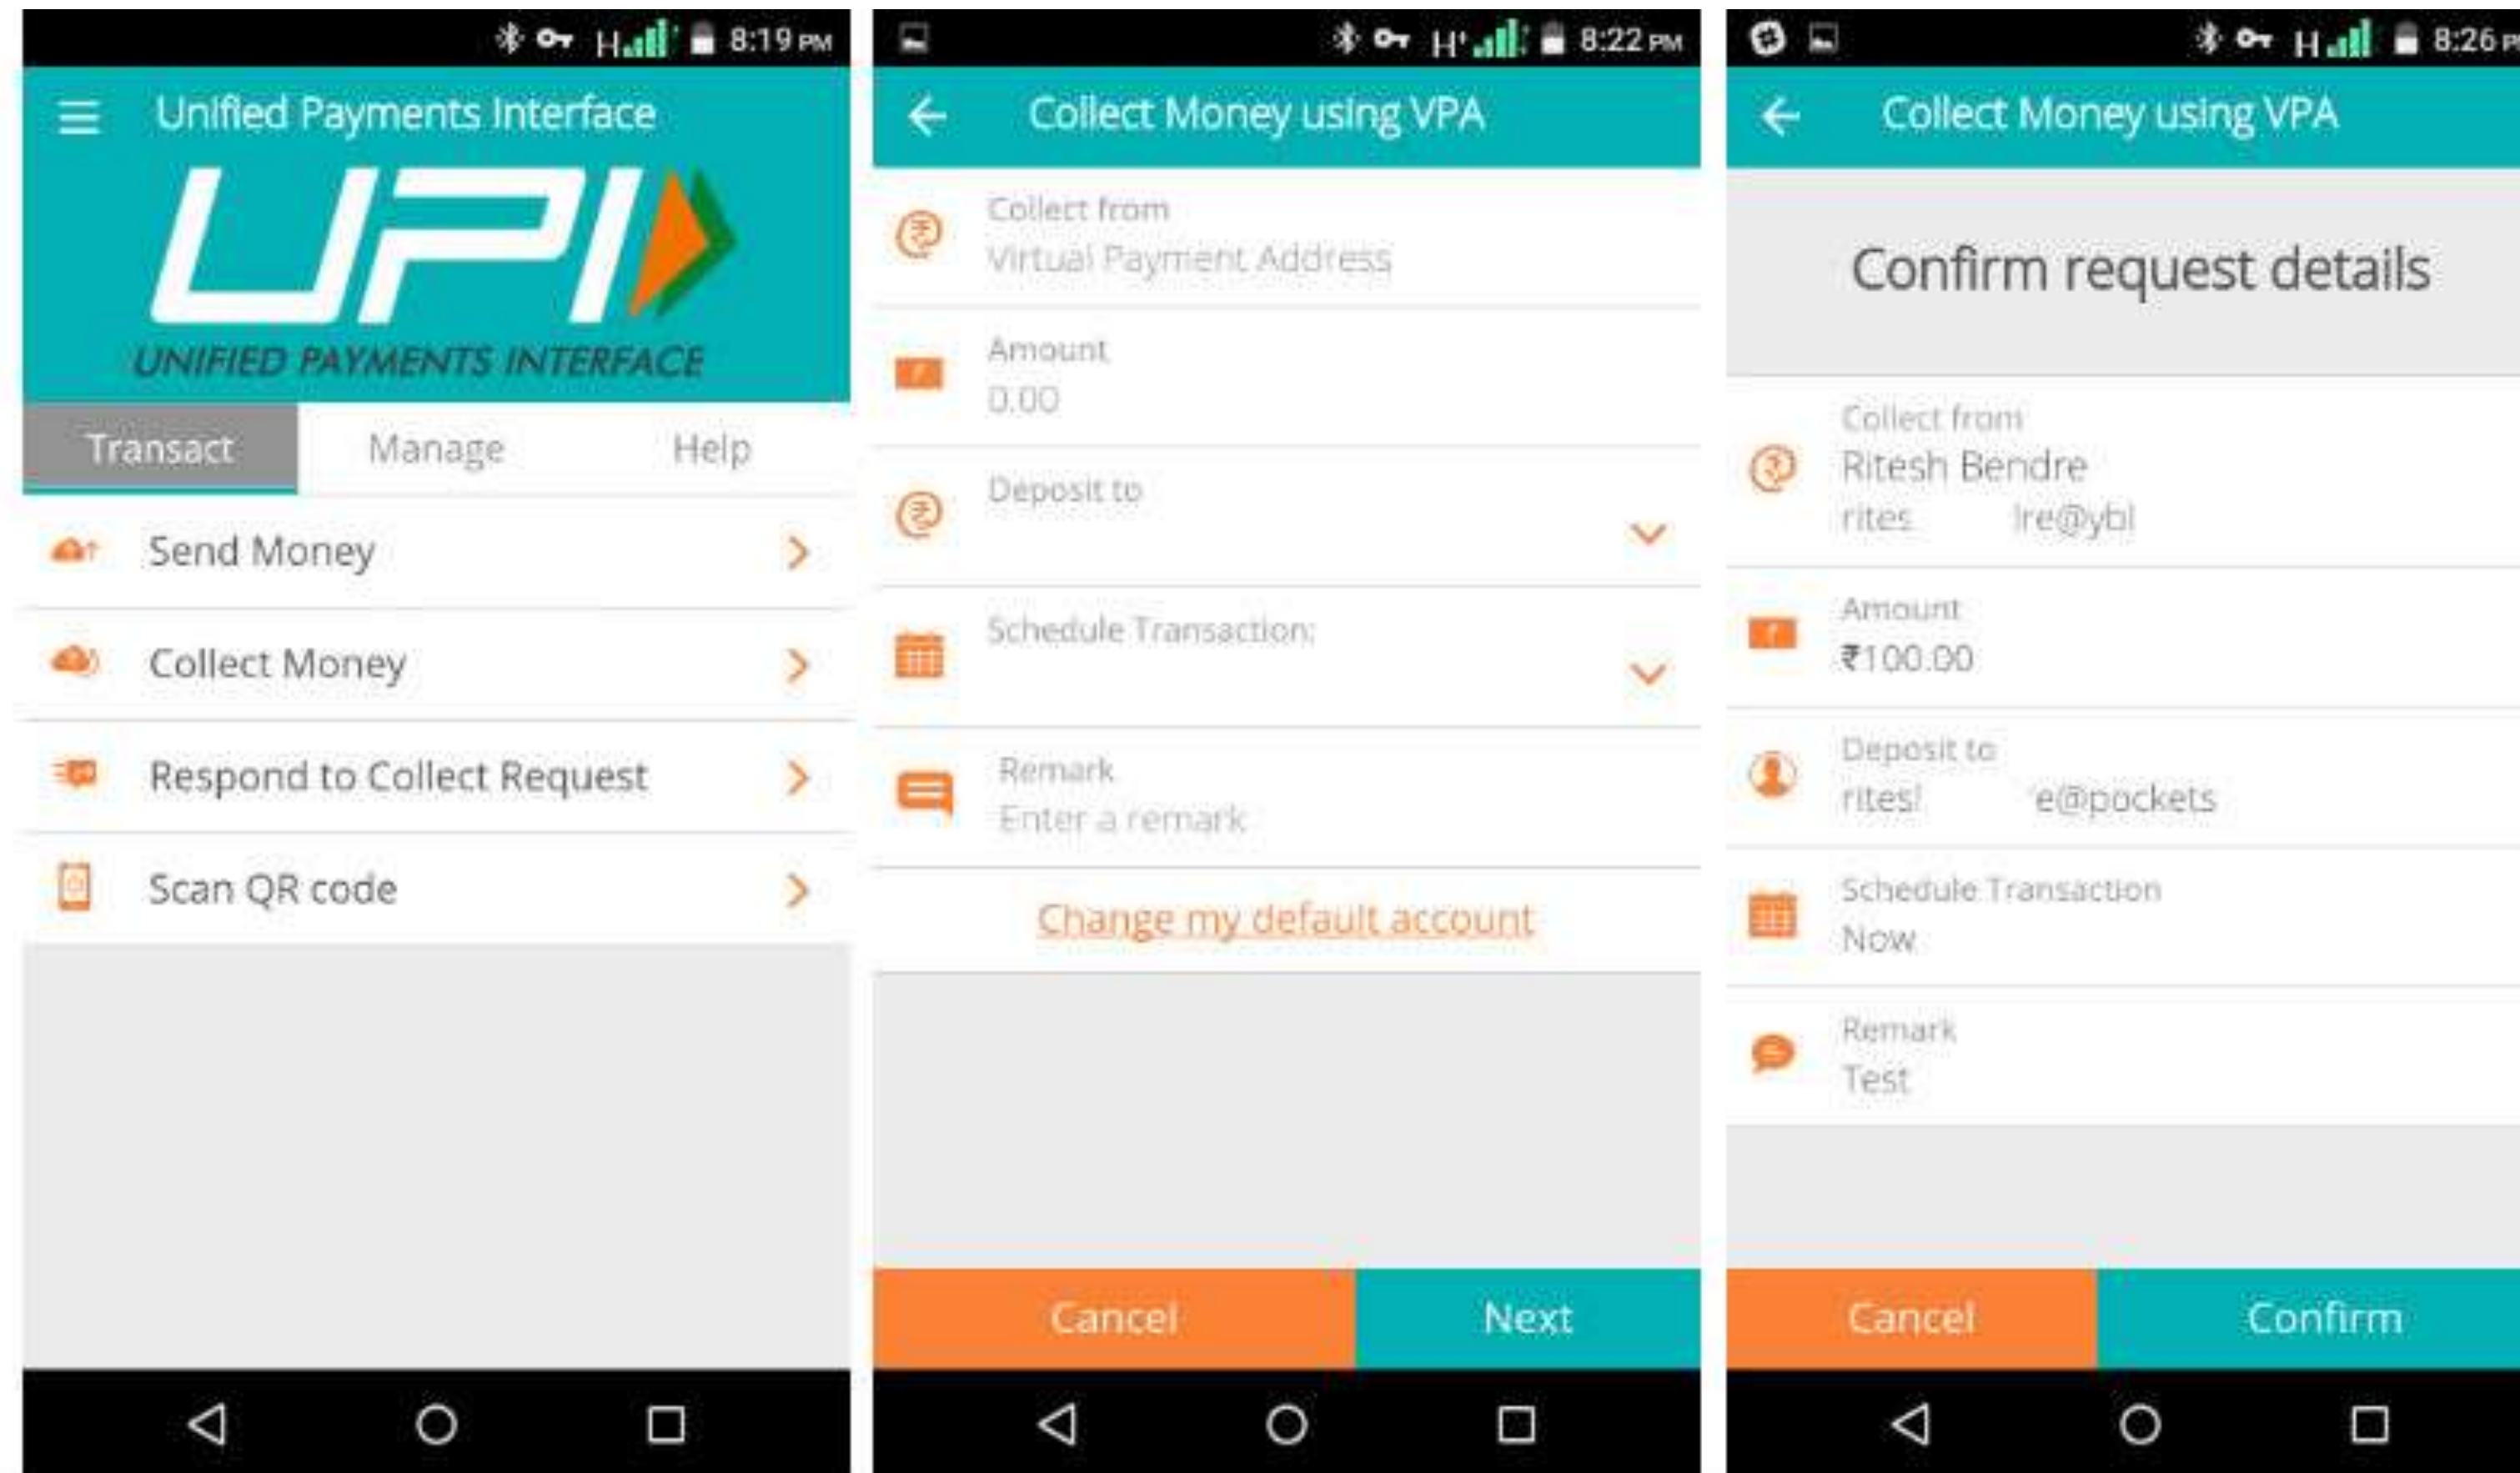 8:19 PM
Unified Payments Interface
UPI
UNIFIED PAYMENTS INTERFACE
Transact Manage Help
Send Money
Collect Money
Respond to Collect Request
Scan QR code
8:22 PM
Collect Money using VPA
Collect from
Virtual Payment Address
Amount
0.00
Deposit to
Schedule Transaction:
Remark
Enter a remark
Change my default account
Cancel Next
8:26
Collect Money using VPA
Confirm request details
Collect from
Ritesh Bendre
rites re@ybl
Amount
₹100.00
Deposit to
rites e@pockets
Schedule Transaction
Now
Remark
Test
Cancel Confirm